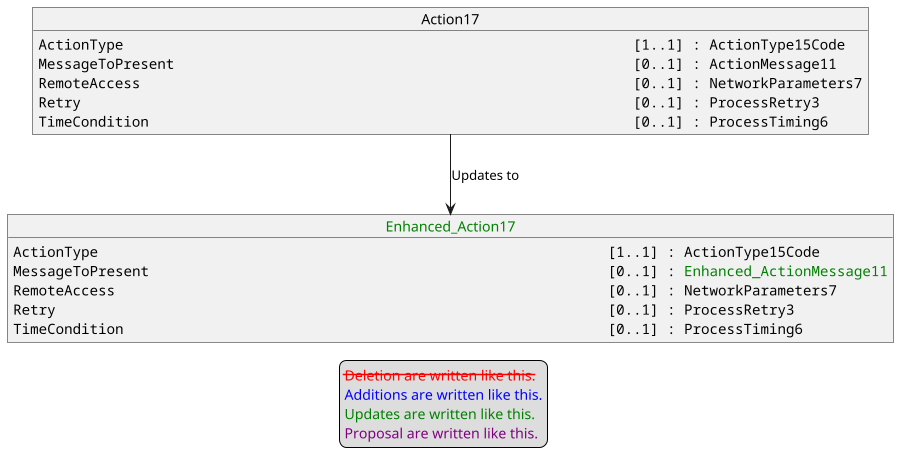 Action17
ActionType [1..1] : ActionType15Code
MessageToPresent [0..1] : ActionMessage11
RemoteAccess [0..1] : NetworkParameters7
Retry [0..1] : ProcessRetry3
TimeCondition [0..1] : ProcessTiming6
Updates to
Enhanced_Action17
ActionType [1..1] : ActionType15Code
MessageToPresent [0..1] : Enhanced_ActionMessage11
RemoteAccess [0..1] : NetworkParameters7
Retry [0..1] : ProcessRetry3
TimeCondition [0..1] : ProcessTiming6
Deletion are written like this.
Additions are written like this.
Updates are written like this.
Proposal are written like this.